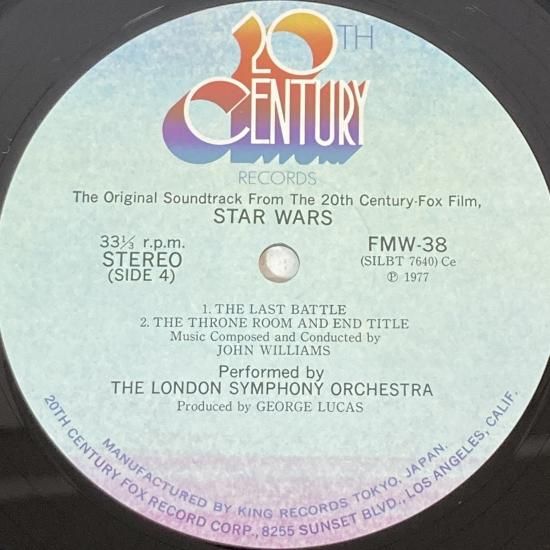 20TH
CENTURY
RECORDS
The Original Soundtrack From The 20th Century-Fox Film,
STAR WARS
33⅓ r.p.m.
STEREO
(SIDE 4)
FMW-38
(SILBT 7640) Ce
℗ 1977
1. THE LAST BATTLE
2. THE THRONE ROOM AND END TITLE
Music Composed and Conducted by
JOHN WILLIAMS
Performed by
THE LONDON SYMPHONY ORCHESTRA
Produced by GEORGE LUCAS
MANUFACTURED BY KING RECORDS TOKYO, JAPAN.
20TH CENTURY FOX RECORD CORP., 8255 SUNSET BLVD., LOS ANGELES, CALIF.